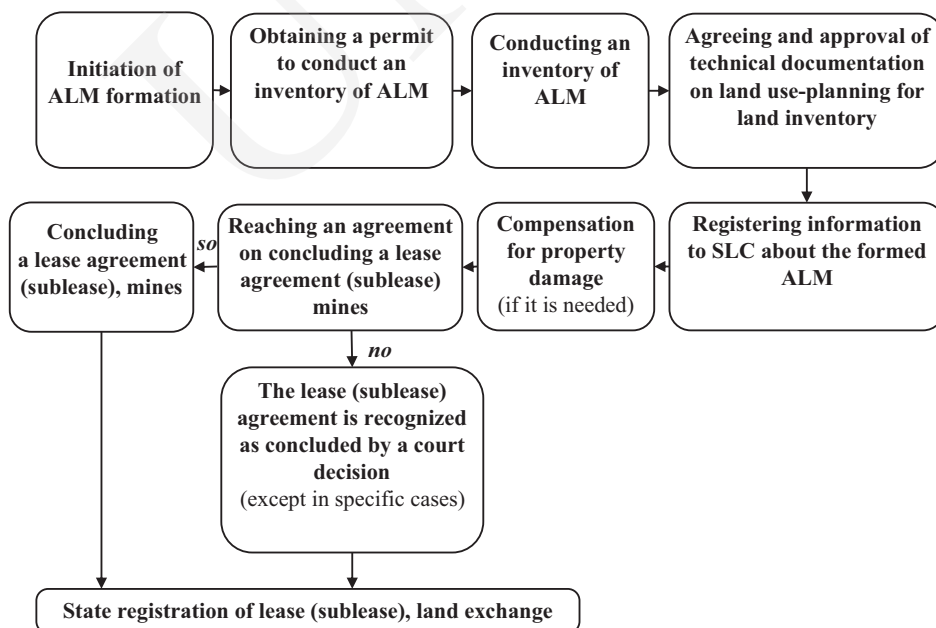 Initiation of
ALM formation
Obtaining a permit
to conduct an
inventory of ALM
Conducting an
inventory of
ALM
Agreeing and approval of
technical documentation
on land use-planning for
land inventory
Concluding
a lease agreement
(sublease), mines
so
Reaching an agreement
on concluding a lease
agreement (sublease)
mines
Compensation
for property
damage
(if it is needed)
Registering information
to SLC about the formed
ALM
no
The lease (sublease)
agreement is recognized
as concluded by a court
decision
(except in specific cases)
State registration of lease (sublease), land exchange